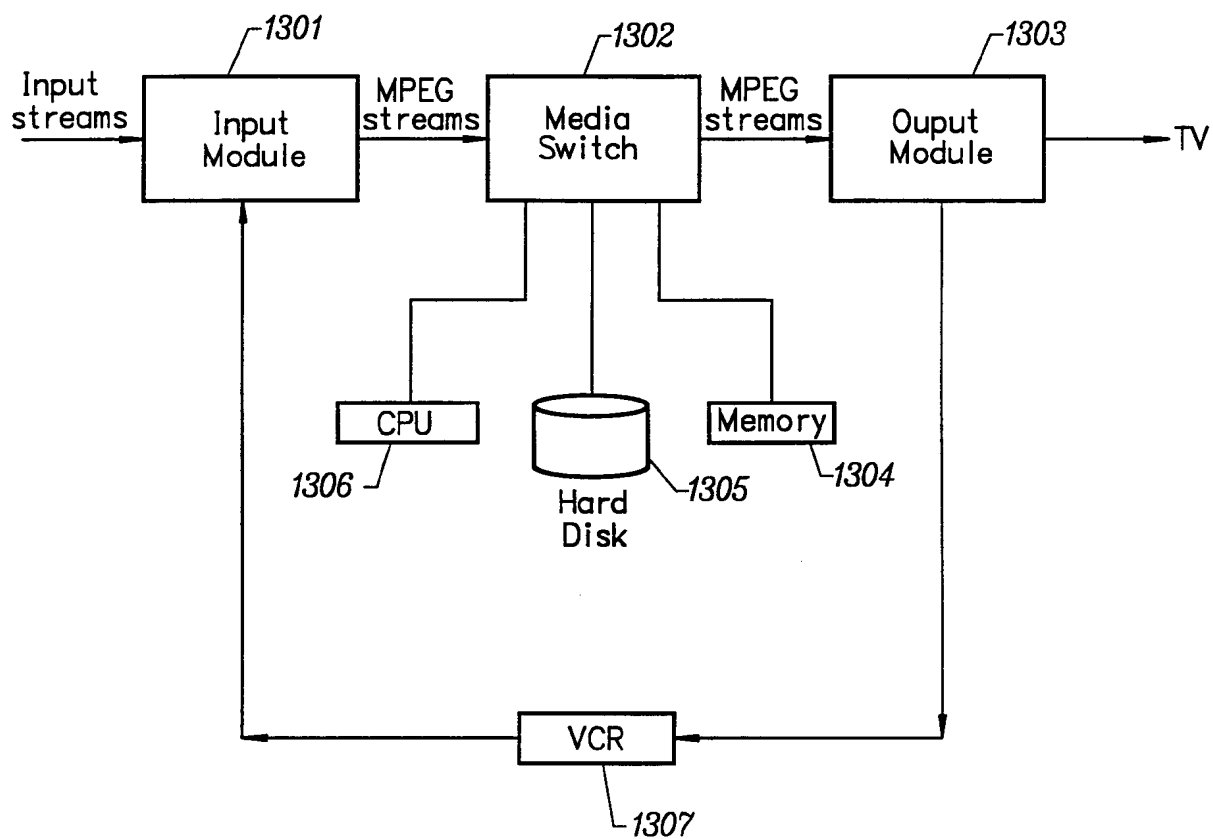 1301
1302
1303
Input
streams
Input
Module
MPEG
streams
Media
Switch
MPEG
streams
Ouput
Module
TV
CPU
1306
Hard
Disk
1305
Memory
1304
VCR
1307